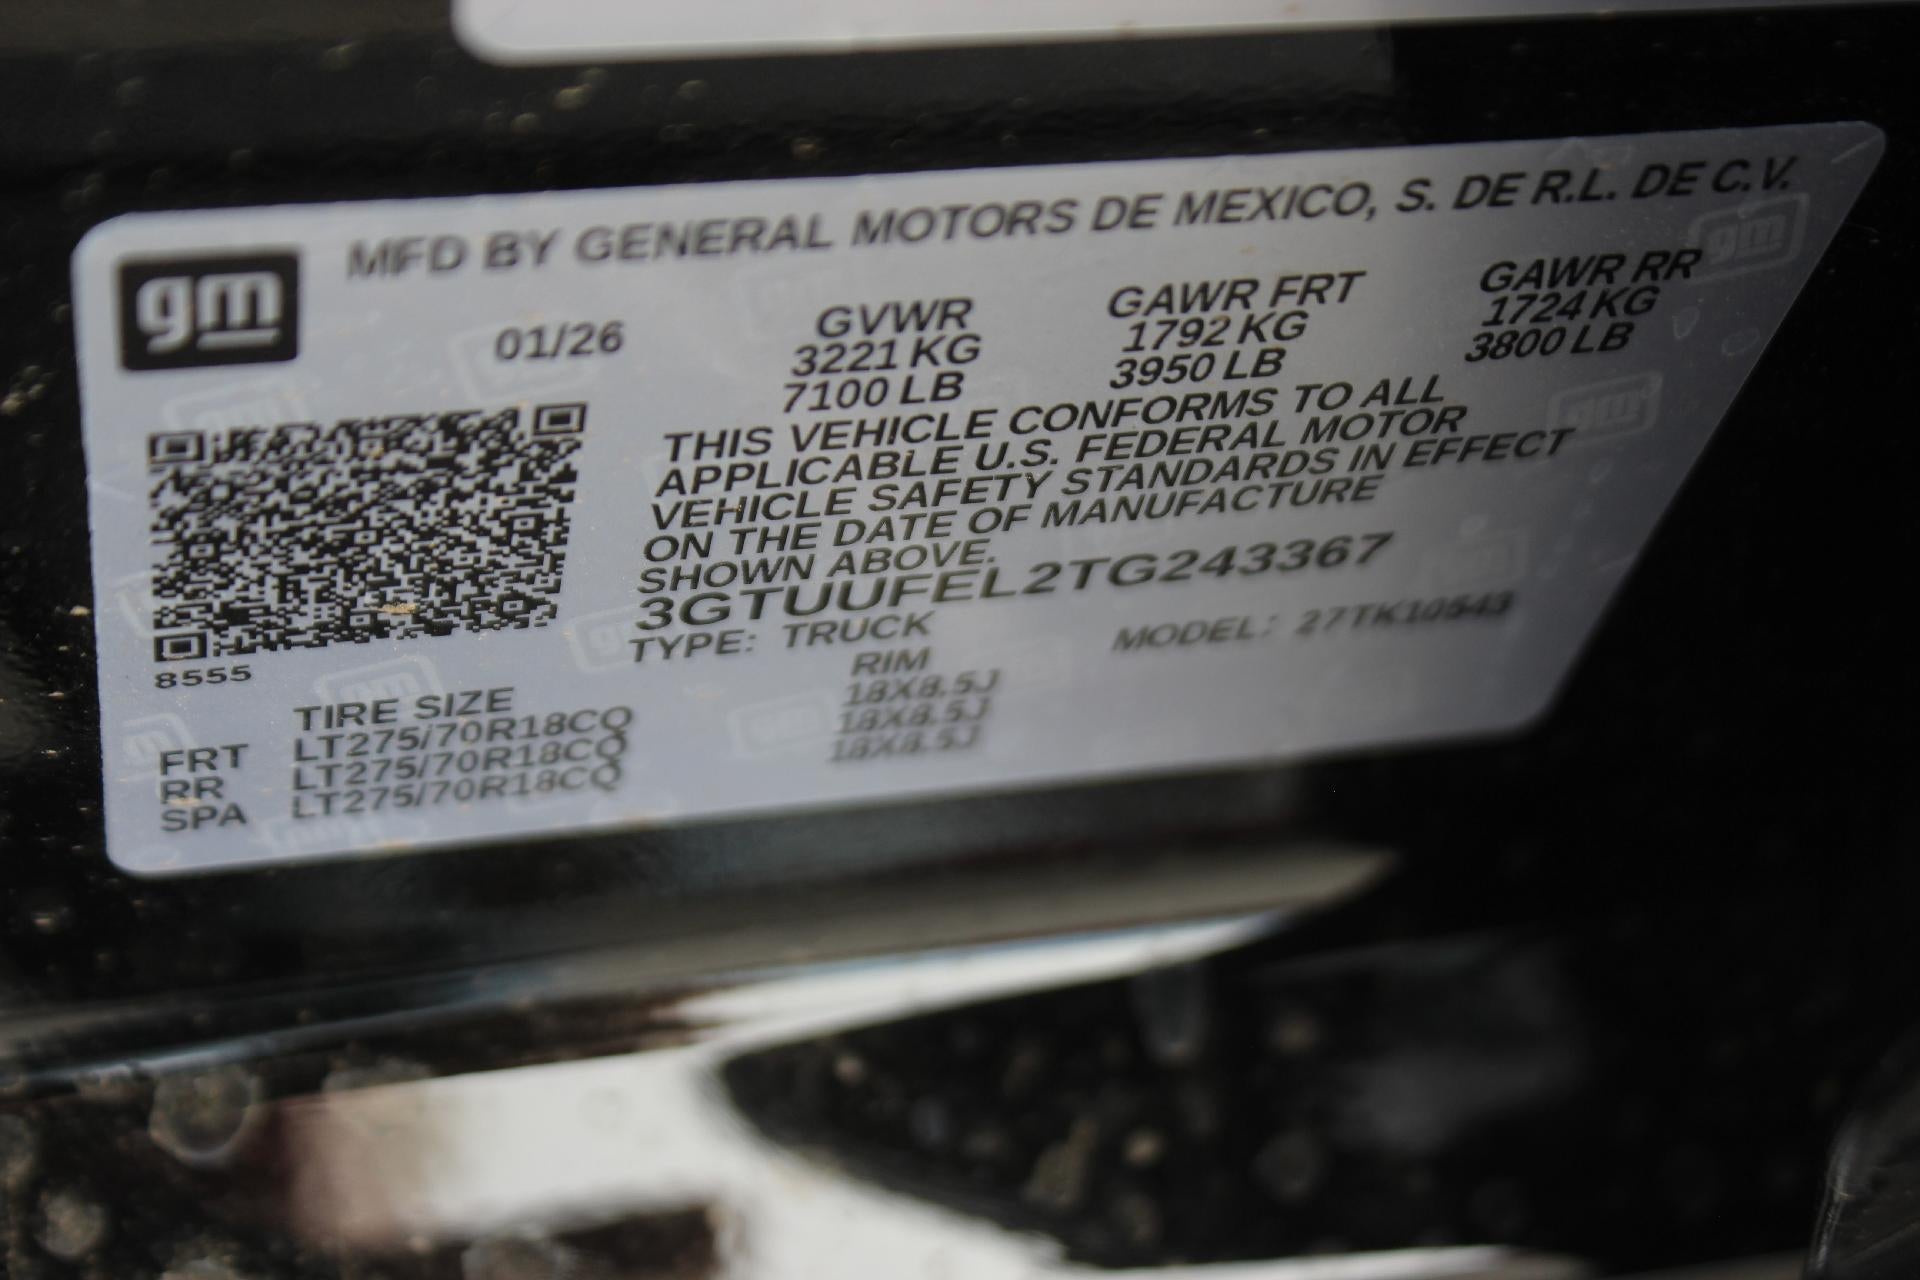 gm
MFD BY GENERAL MOTORS DE MEXICO, S. DE R.L. DE C.V.
01/26
GVWR
3221 KG
7100 LB
GAWR FRT
1792 KG
3950 LB
GAWR RR
1724 KG
3800 LB
THIS VEHICLE CONFORMS TO ALL
APPLICABLE U.S. FEDERAL MOTOR
VEHICLE SAFETY STANDARDS IN EFFECT
ON THE DATE OF MANUFACTURE
SHOWN ABOVE.
3GTUUFEL2TG243367
TYPE: TRUCK MODEL: 27TK10543
8555
TIRE SIZE RIM
FRT LT275/70R18CQ 18X8.5J
RR LT275/70R18CQ 18X8.5J
SPA LT275/70R18CQ 18X8.5J